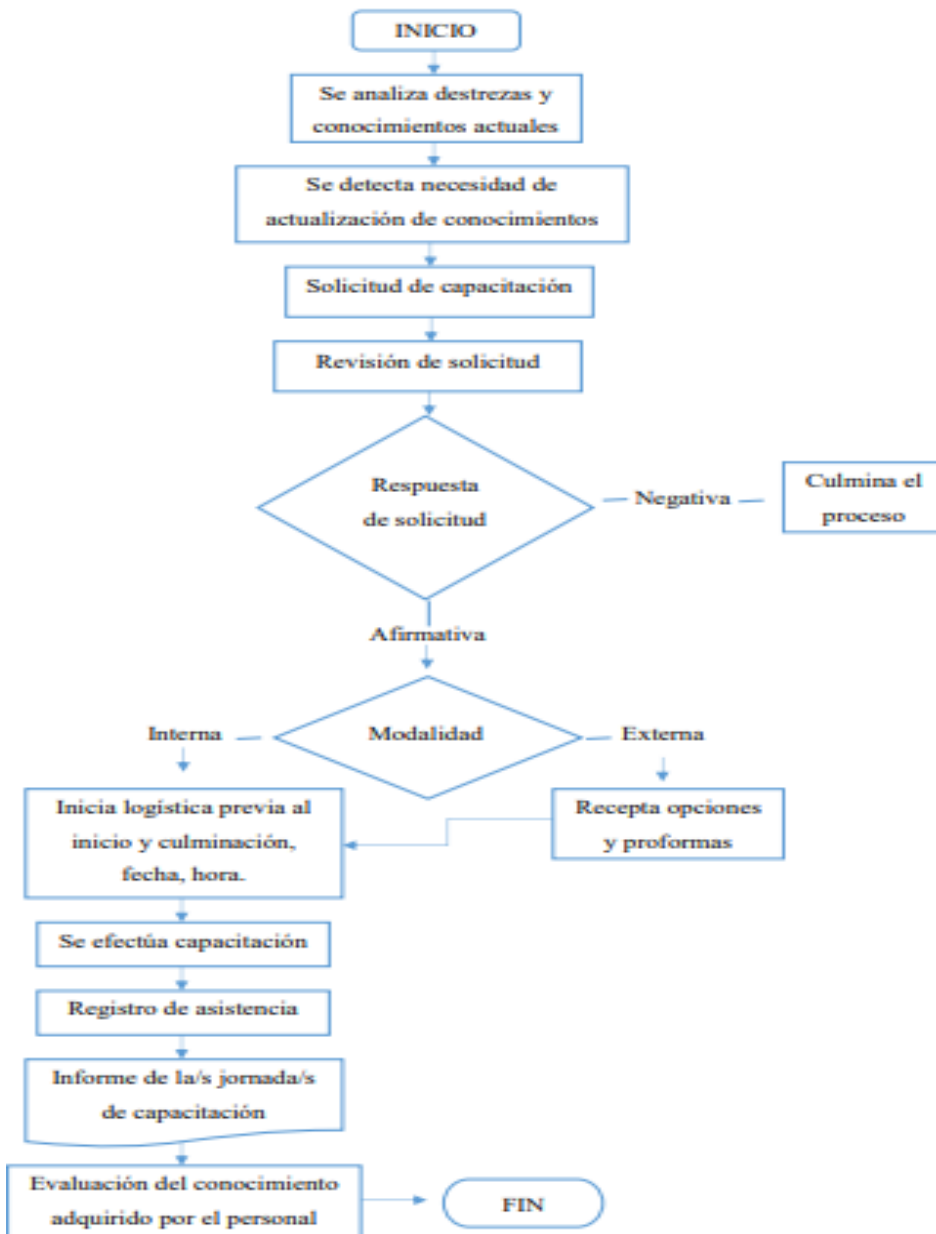 INICIO
Se analiza destrezas y
conocimientos actuales
Se detecta necesidad de
actualización de conocimientos
Solicitud de capacitación
Revisión de solicitud
Respuesta
de solicitud
Negativa
Culmina el
proceso
Afirmativa
Modalidad
Interna
Externa
Inicia logística previa al
inicio y culminación,
fecha, hora.
Recepta opciones
y proformas
Se efectúa capacitación
Registro de asistencia
Informe de la/s jornada/s
de capacitación
Evaluación del conocimiento
adquirido por el personal
FIN